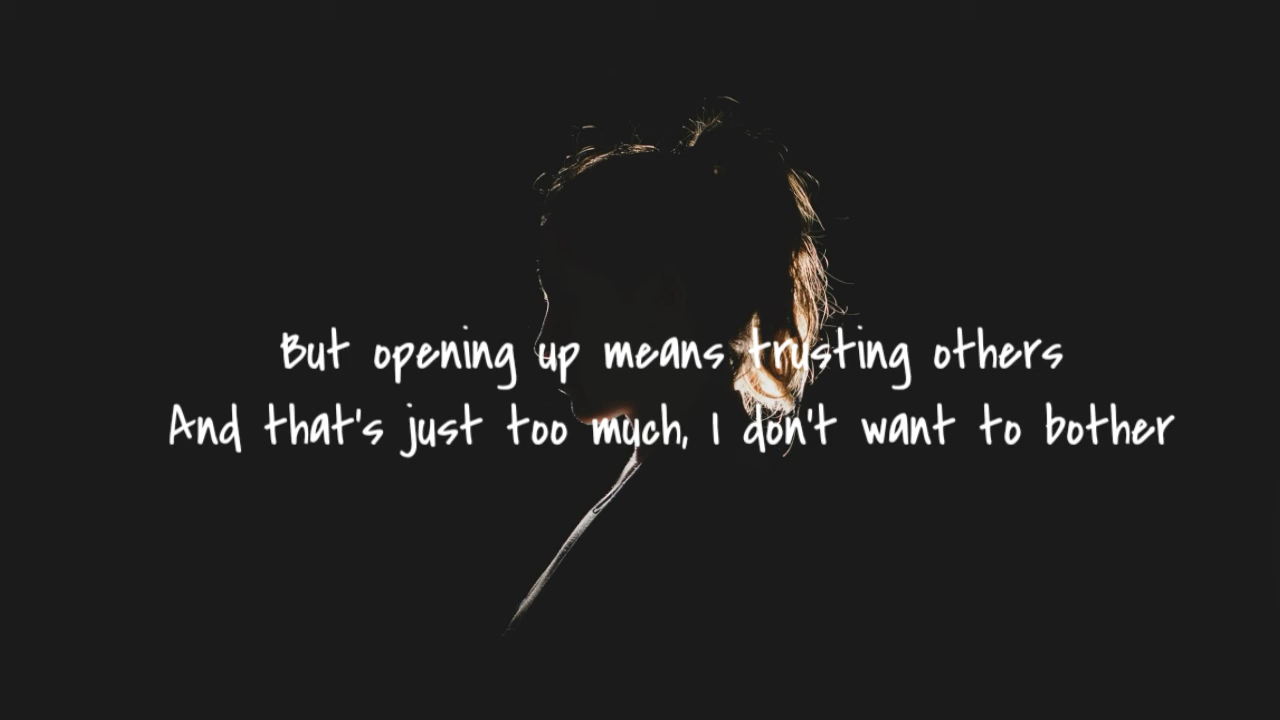 But opening up means trusting others
And that's just too much, I don't want to bother